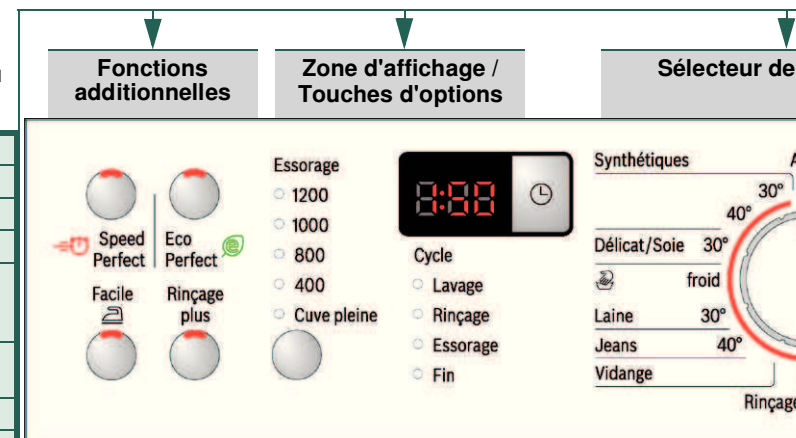 Fonctions
additionnelles
Zone d'affichage /
Touches d'options
Sélecteur de
Speed
Perfect
Eco
Perfect
Facile
Rinçage
plus
Essorage
1200
1000
800
400
Cuve pleine
1:50
Cycle
Lavage
Rinçage
Essorage
Fin
Synthétiques
30°
40°
Délicat/Soie 30°
froid
Laine 30°
Jeans 40°
Vidange
Rinçage